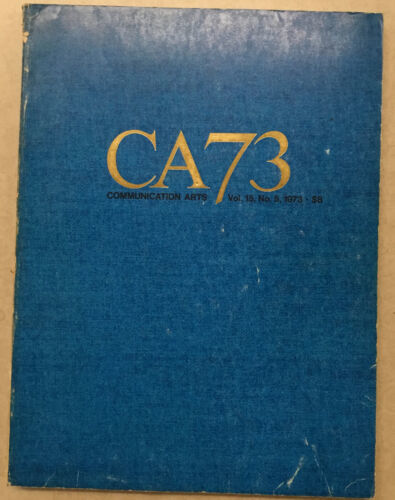 CA73
COMMUNICATION ARTS Vol. 15, No. 5, 1973 · $8